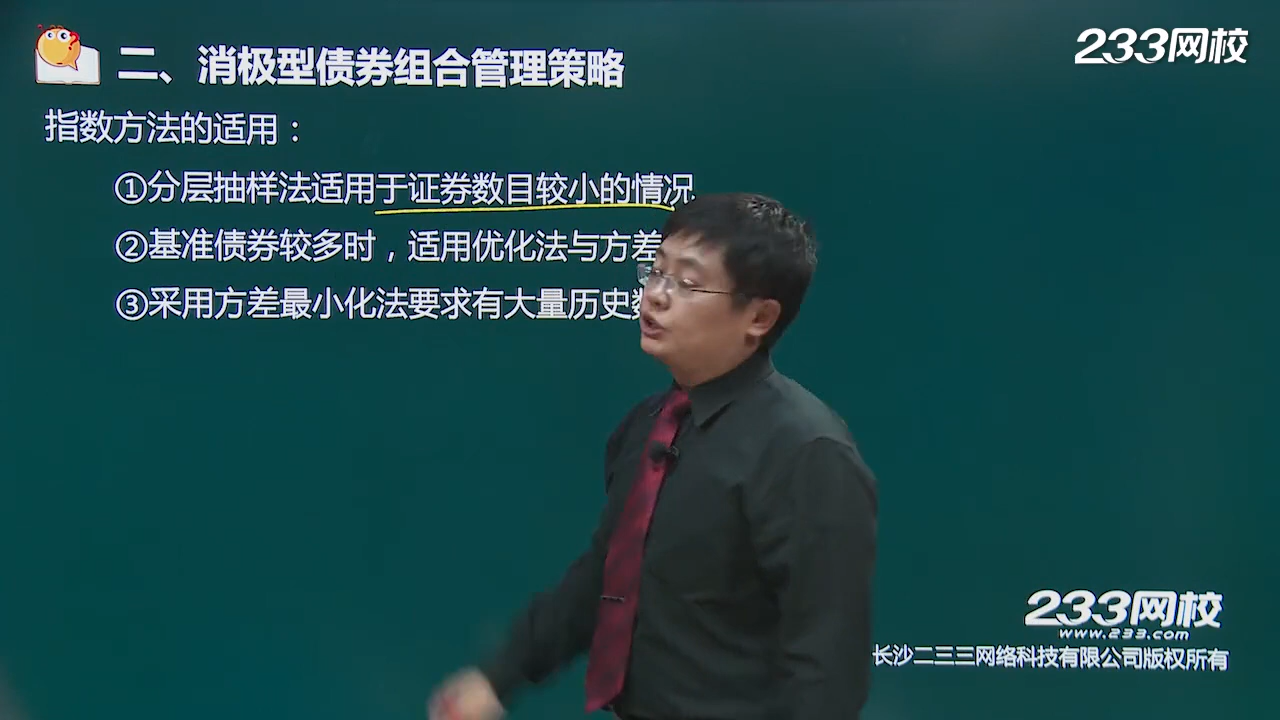 233网校
二、消极型债券组合管理策略
指数方法的适用：
①分层抽样法适用于证券数目较小的情况
②基准债券较多时，适用优化法与方差
③采用方差最小化法要求有大量历史
233网校
www.233.com
长沙二三三网络科技有限公司版权所有